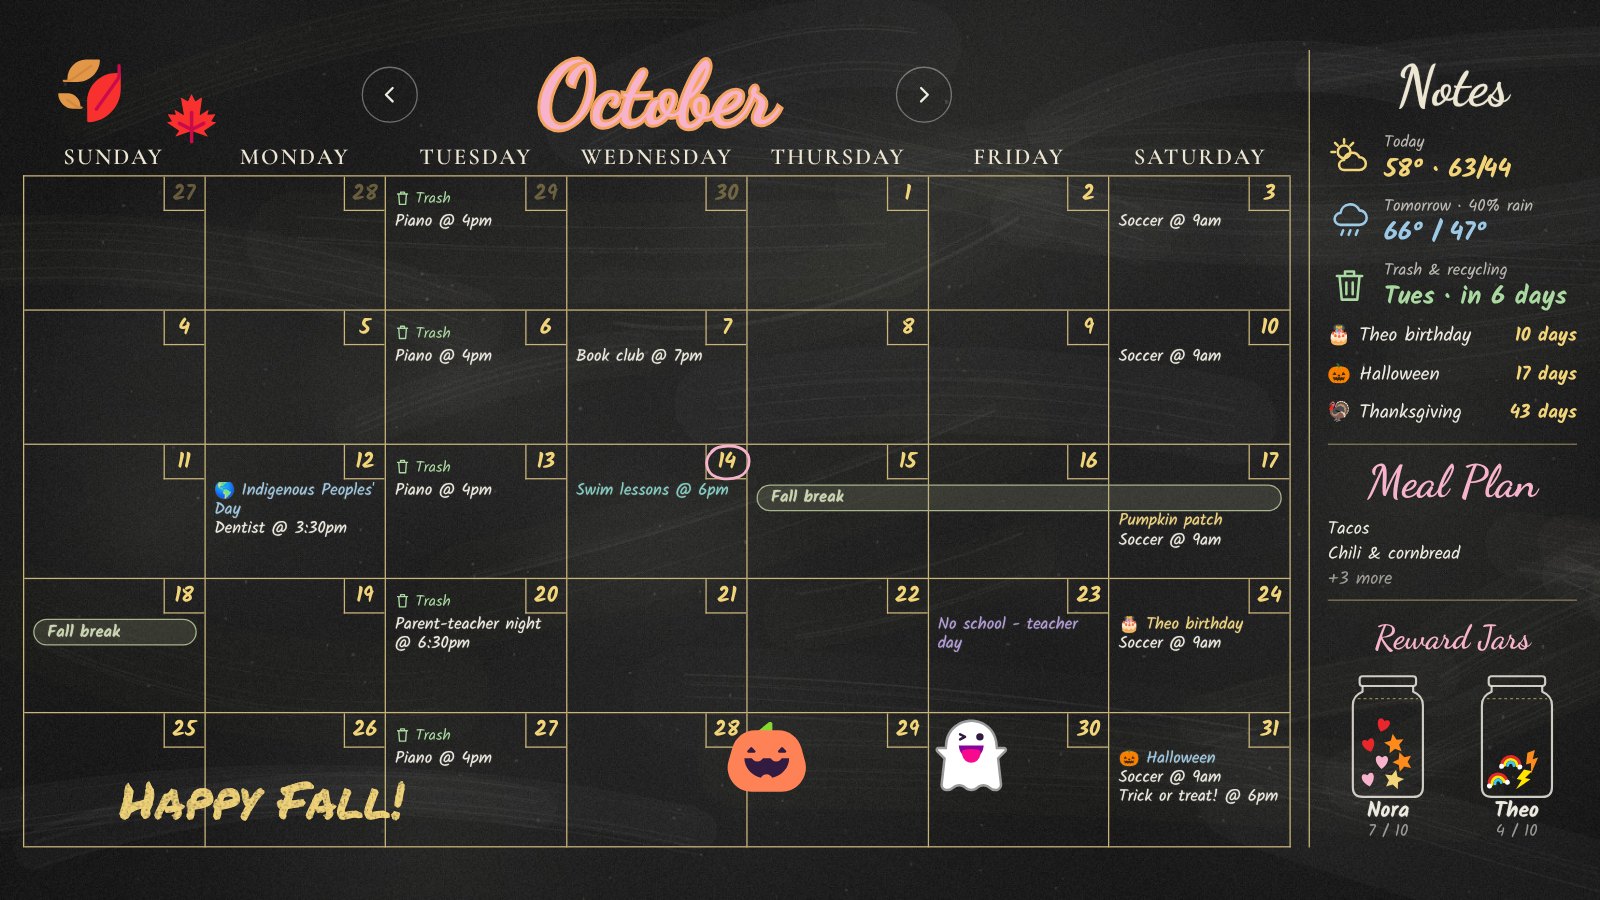 October
SUNDAY MONDAY TUESDAY WEDNESDAY THURSDAY FRIDAY SATURDAY
27 28 29 30 1 2 3
Trash
Piano @ 4pm
Soccer @ 9am
4 5 6 7 8 9 10
Trash
Piano @ 4pm
Book club @ 7pm
Soccer @ 9am
11 12 13 14 15 16 17
Indigenous Peoples'
Day
Dentist @ 3:30pm
Trash
Piano @ 4pm
Swim lessons @ 6pm
Fall break
Pumpkin patch
Soccer @ 9am
18 19 20 21 22 23 24
Fall break
Trash
Parent-teacher night
@ 6:30pm
No school - teacher
day
Theo birthday
Soccer @ 9am
25 26 27 28 29 30 31
Trash
Piano @ 4pm
Halloween
Soccer @ 9am
Trick or treat! @ 6pm
Happy Fall!
Notes
Today
58° · 63/44
Tomorrow · 40% rain
66° / 47°
Trash & recycling
Tues · in 6 days
Theo birthday 10 days
Halloween 17 days
Thanksgiving 43 days
Meal Plan
Tacos
Chili & cornbread
+3 more
Reward Jars
Nora
7 / 10
Theo
4 / 10